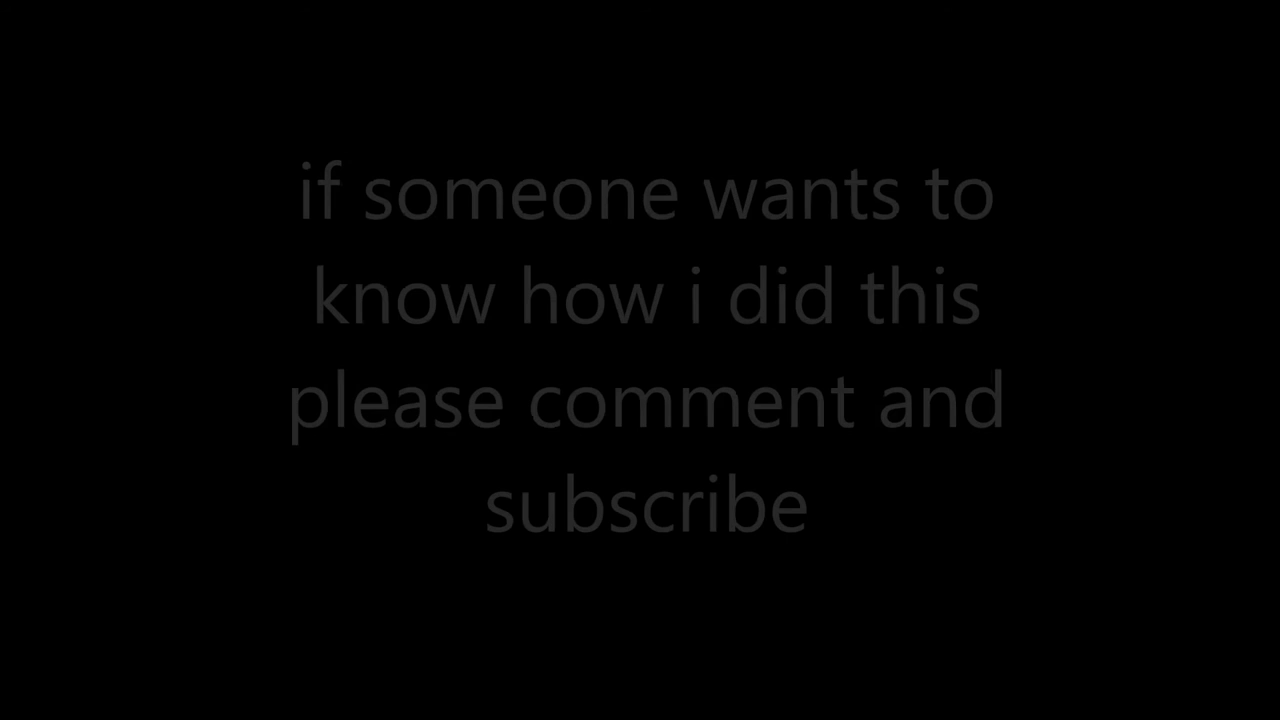 if someone wants to
know how i did this
please comment and
subscribe